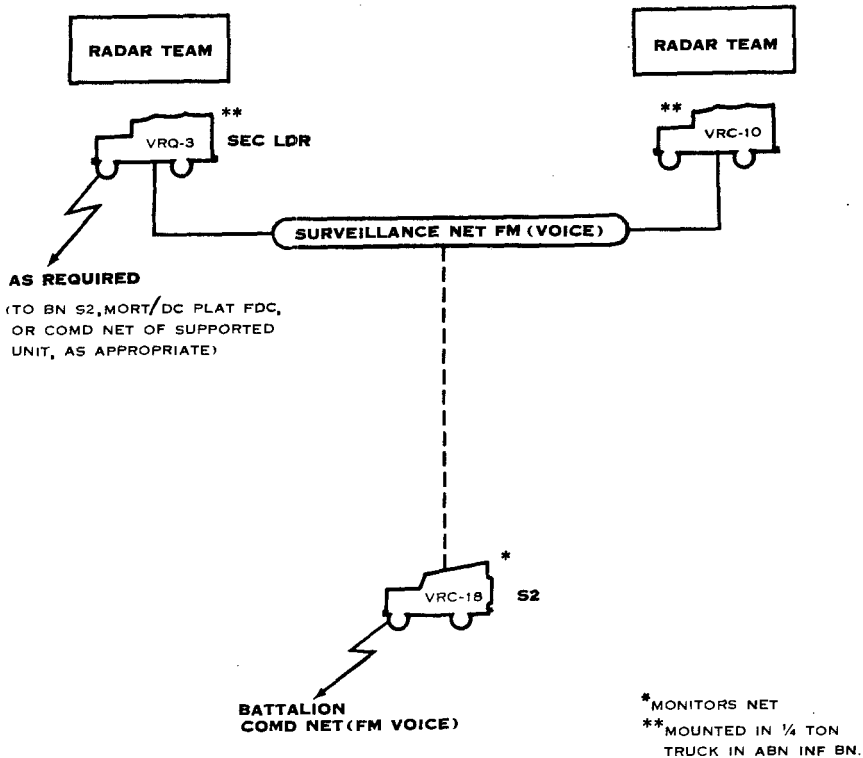 RADAR TEAM
RADAR TEAM
**
VRQ-3
SEC LDR
**
VRC-10
SURVEILLANCE NET FM (VOICE)
AS REQUIRED
(TO BN S2, MORT/DC PLAT FDC,
OR COMD NET OF SUPPORTED
UNIT, AS APPROPRIATE)
*
VRC-18
S2
BATTALION
COMD NET (FM VOICE)
*MONITORS NET
**MOUNTED IN ¼ TON
TRUCK IN ABN INF BN.